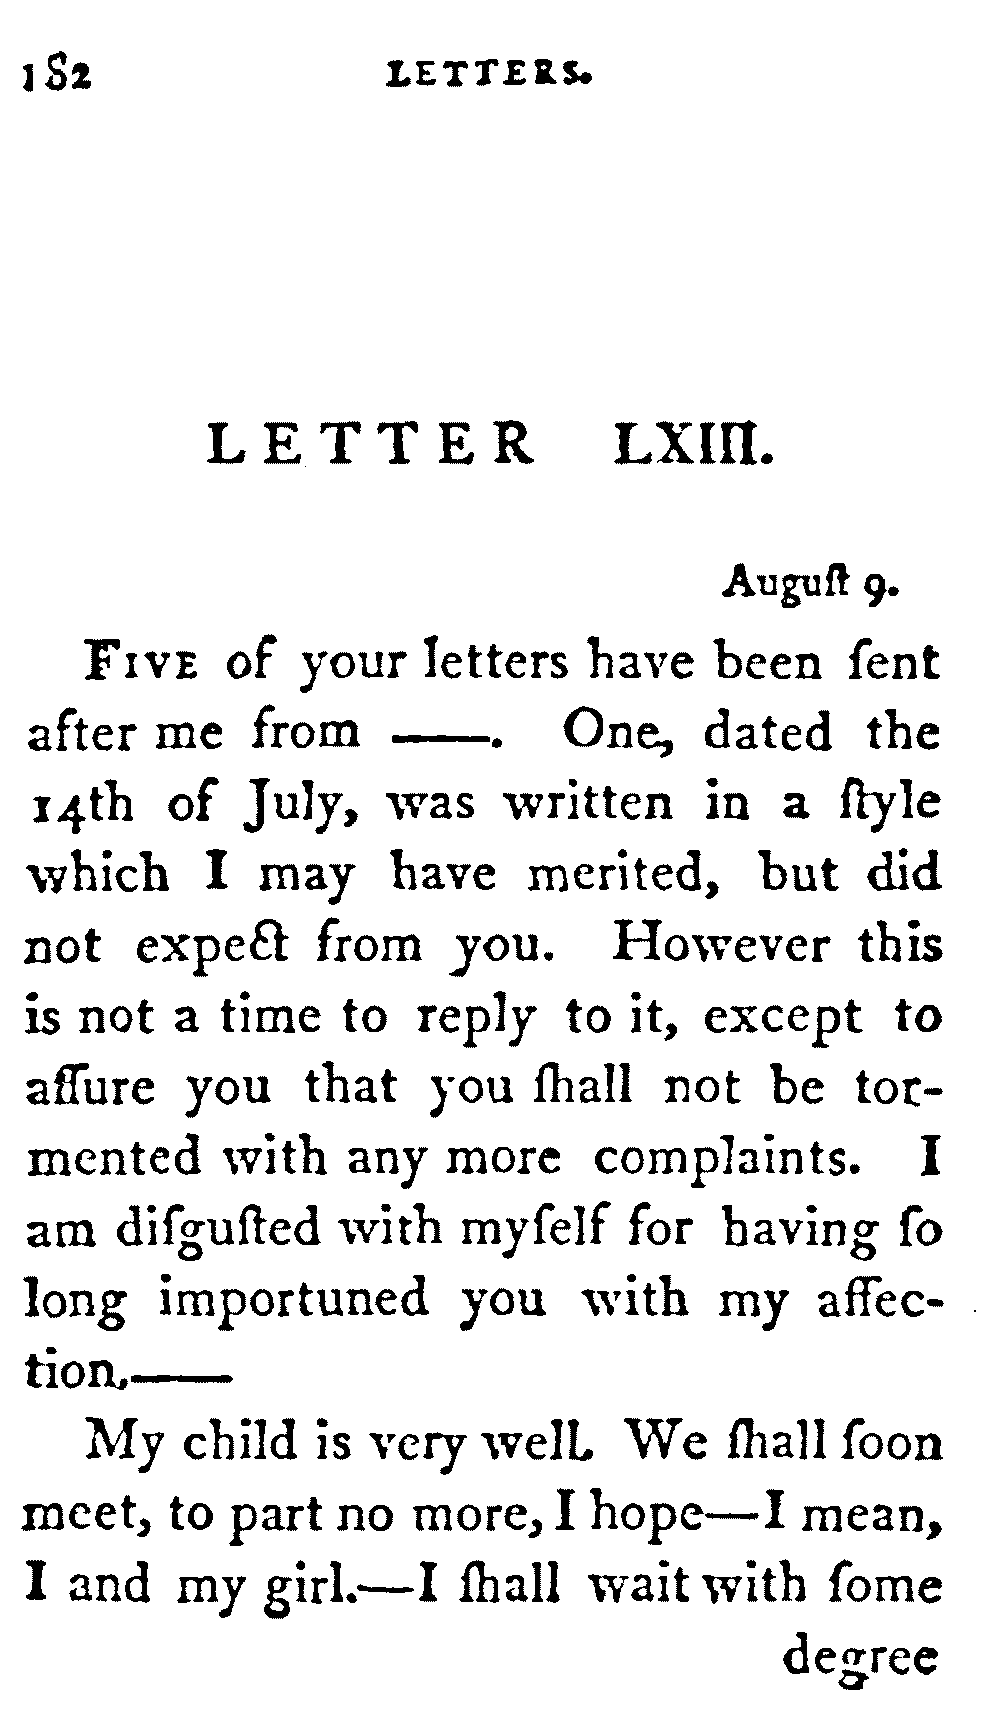 182 LETTERS.
LETTER LXIII.
Auguſt 9.
FIVE of your letters have been ſent
after me from ——. One, dated the
14th of July, was written in a ſtyle
which I may have merited, but did
not expect from you. However this
is not a time to reply to it, except to
aſſure you that you ſhall not be tor-
mented with any more complaints. I
am diſguſted with myſelf for having ſo
long importuned you with my affec-
tion.——
My child is very well. We ſhall ſoon
meet, to part no more, I hope—I mean,
I and my girl.—I ſhall wait with ſome
degree